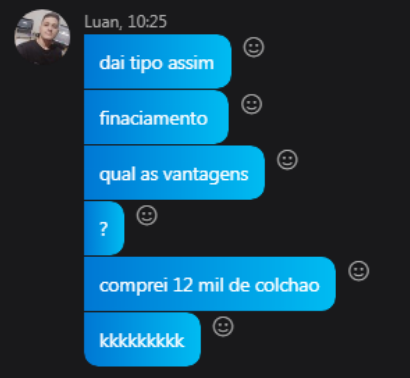 Luan, 10:25
dai tipo assim
finaciamento
qual as vantagens
?
comprei 12 mil de colchao
kkkkkkkkk